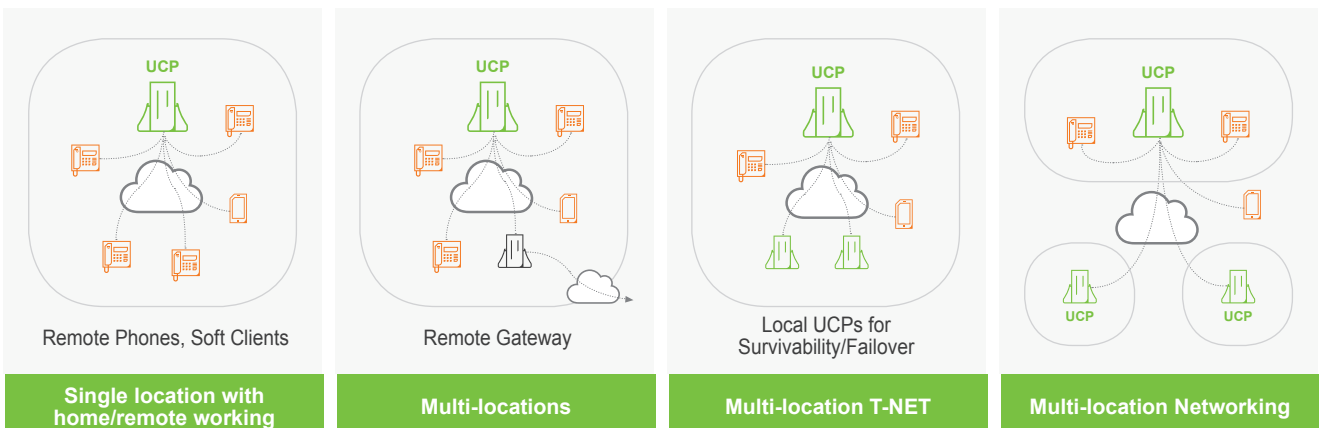 UCP
Remote Phones, Soft Clients
Single location with
home/remote working
UCP
Remote Gateway
Multi-locations
UCP
Local UCPs for
Survivability/Failover
Multi-location T-NET
UCP
UCP
UCP
Multi-location Networking